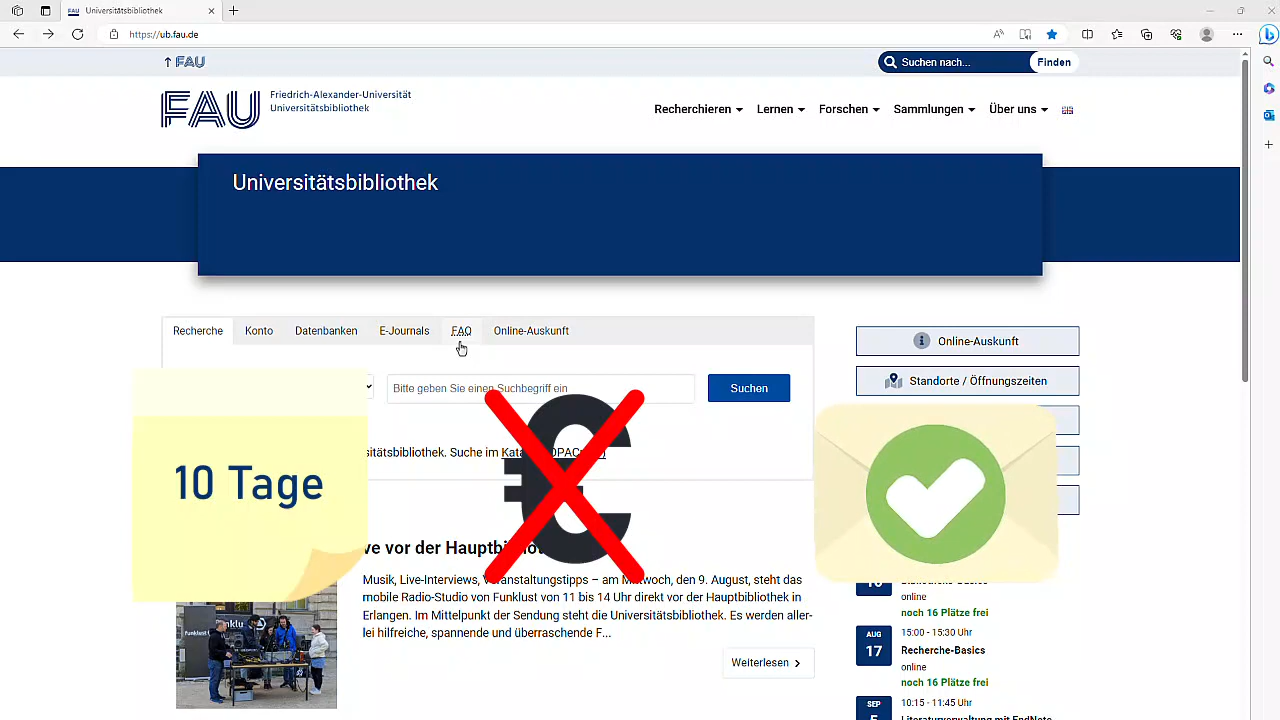 Universitätsbibliothek
https://ub.fau.de
FAU
Suchen nach...
Finden
FAU
Friedrich-Alexander-Universität
Universitätsbibliothek
Recherchieren
Lernen
Forschen
Sammlungen
Über uns
Universitätsbibliothek
Recherche
Konto
Datenbanken
E-Journals
FAQ
Online-Auskunft
Bitte geben Sie einen Suchbegriff ein
Suchen
sitätsbibliothek. Suche im
10 Tage
€
ve vor der
Musik, Live-Interviews, Veranstaltungstipps – am Mittwoch, den 9. August, steht das
mobile Radio-Studio von Funklust von 11 bis 14 Uhr direkt vor der Hauptbibliothek in
Erlangen. Im Mittelpunkt der Sendung steht die Universitätsbibliothek. Es werden aller-
lei hilfreiche, spannende und überraschende F...
Weiterlesen
Online-Auskunft
Standorte / Öffnungszeiten
online
noch 16 Plätze frei
AUG
17
15:00 - 15:30 Uhr
Recherche-Basics
online
noch 16 Plätze frei
SEP
5
10:15 - 11:45 Uhr
Literaturverwaltung mit EndNote